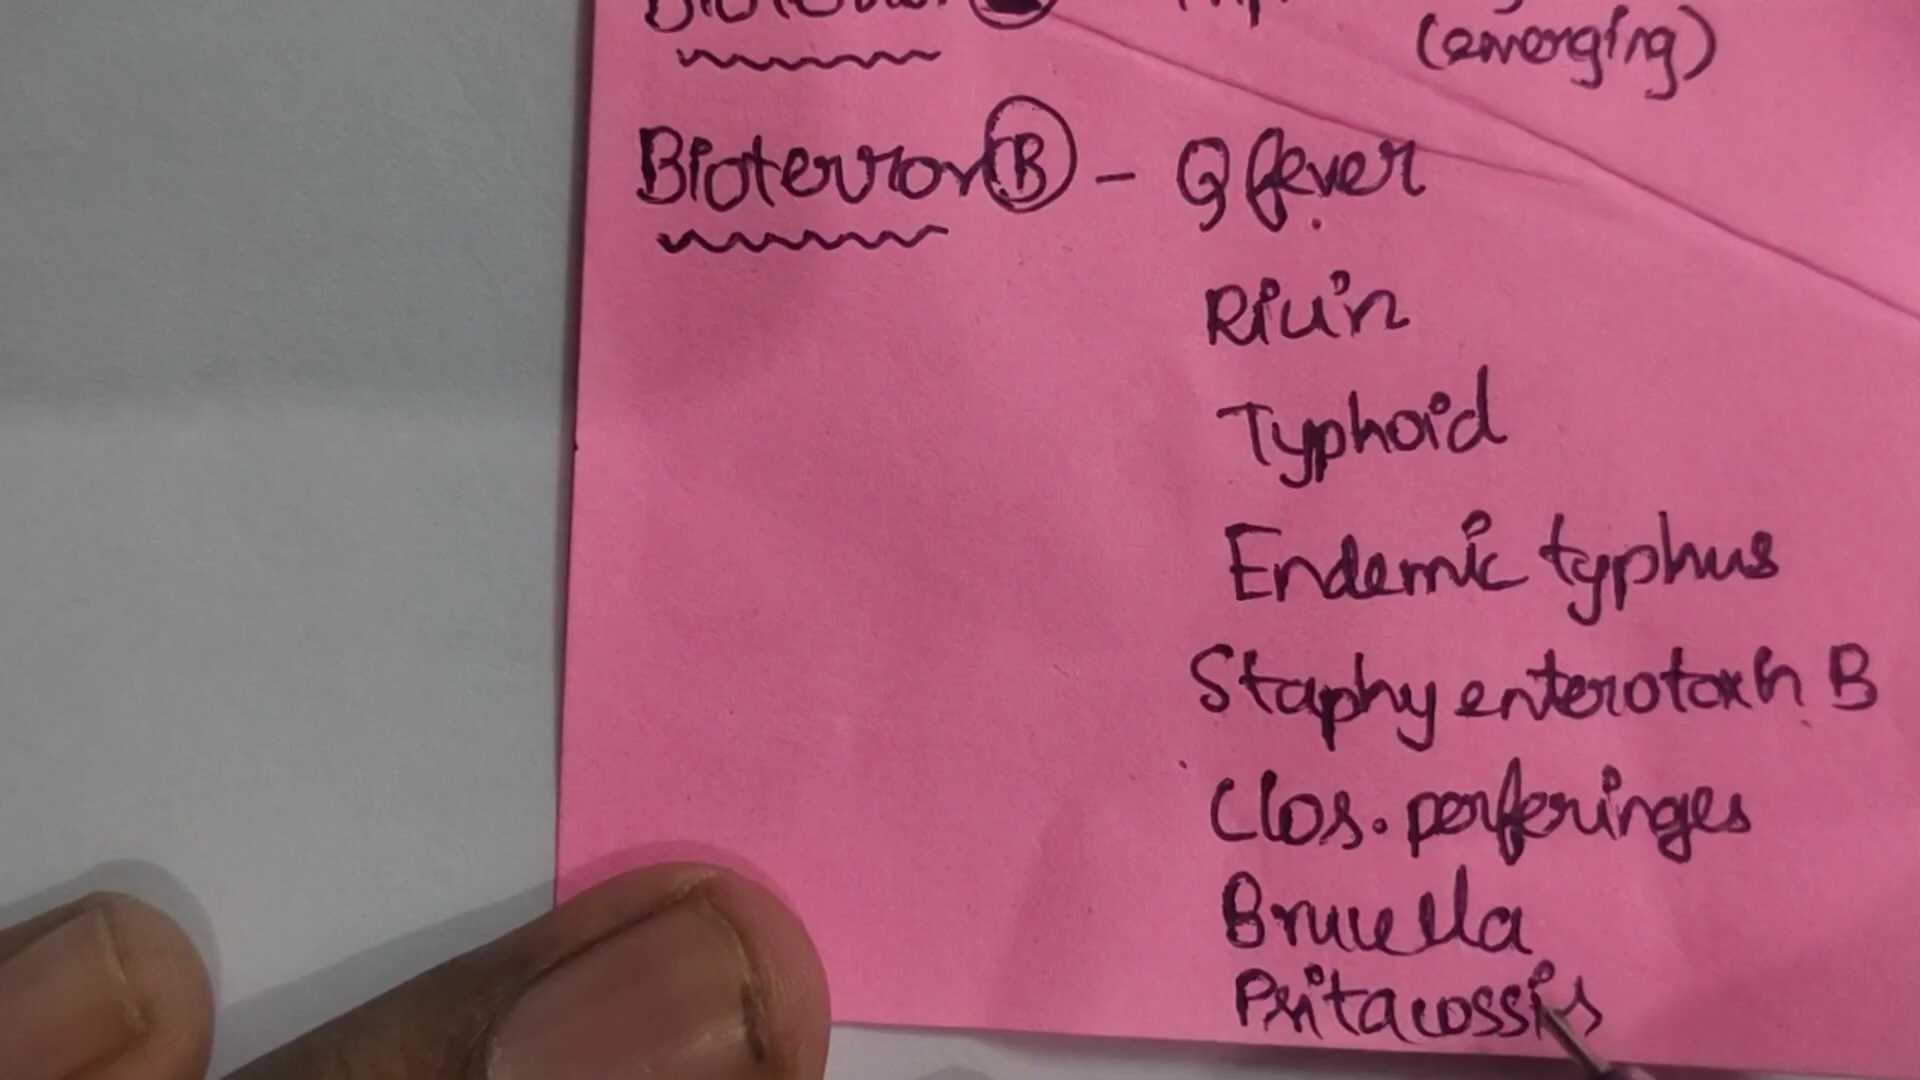 (emerging)
Bioterror B - Q fever
Ricin
Typhoid
Endemic typhus
Staphy enterotoxin B
Clos. perferinges
Brucella
Psitacossis